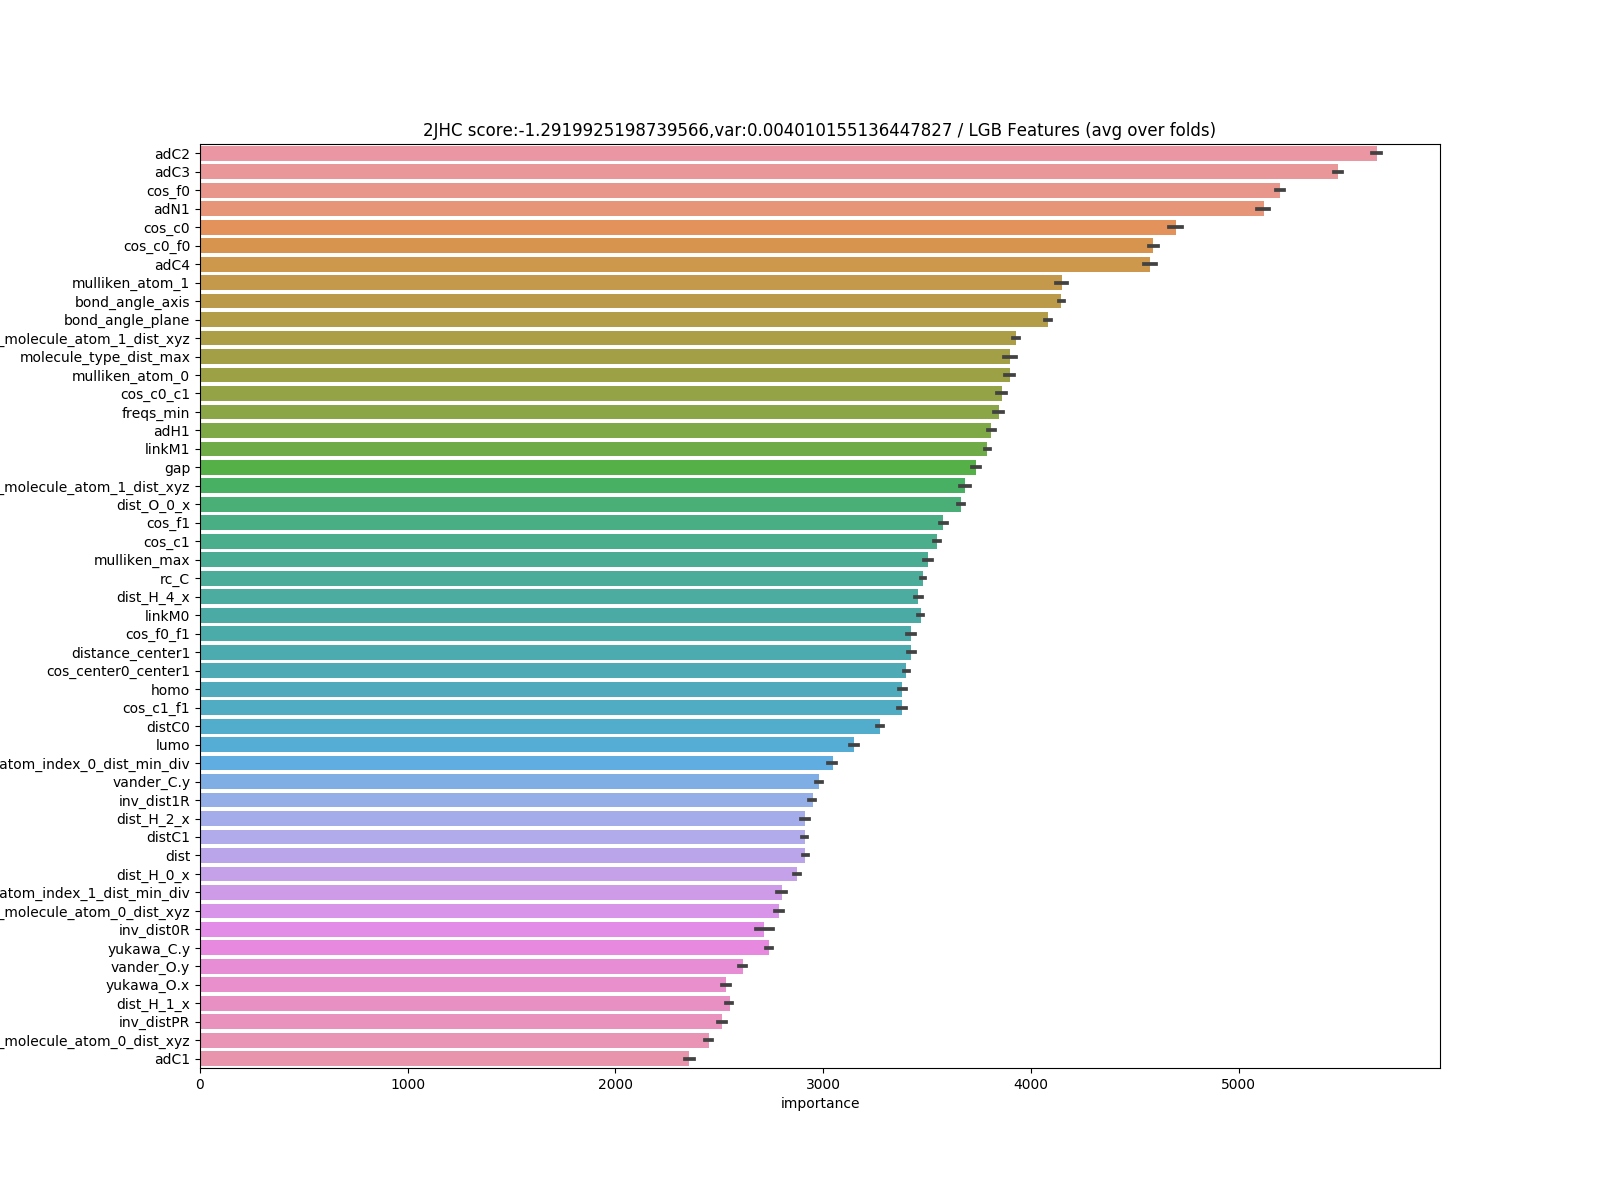 2JHC score:-1.2919925198739566,var:0.004010155136447827 / LGB Features (avg over folds)
adC2
adC3
cos_f0
adN1
cos_c0
cos_c0_f0
adC4
mulliken_atom_1
bond_angle_axis
bond_angle_plane
_molecule_atom_1_dist_xyz
molecule_type_dist_max
mulliken_atom_0
cos_c0_c1
freqs_min
adH1
linkM1
gap
_molecule_atom_1_dist_xyz
dist_O_0_x
cos_f1
cos_c1
mulliken_max
rc_C
dist_H_4_x
linkM0
cos_f0_f1
distance_center1
cos_center0_center1
homo
cos_c1_f1
distC0
lumo
atom_index_0_dist_min_div
vander_C.y
inv_dist1R
dist_H_2_x
distC1
dist
dist_H_0_x
atom_index_1_dist_min_div
_molecule_atom_0_dist_xyz
inv_dist0R
yukawa_C.y
vander_O.y
yukawa_O.x
dist_H_1_x
inv_distPR
_molecule_atom_0_dist_xyz
adC1
0 1000 2000 3000 4000 5000
importance